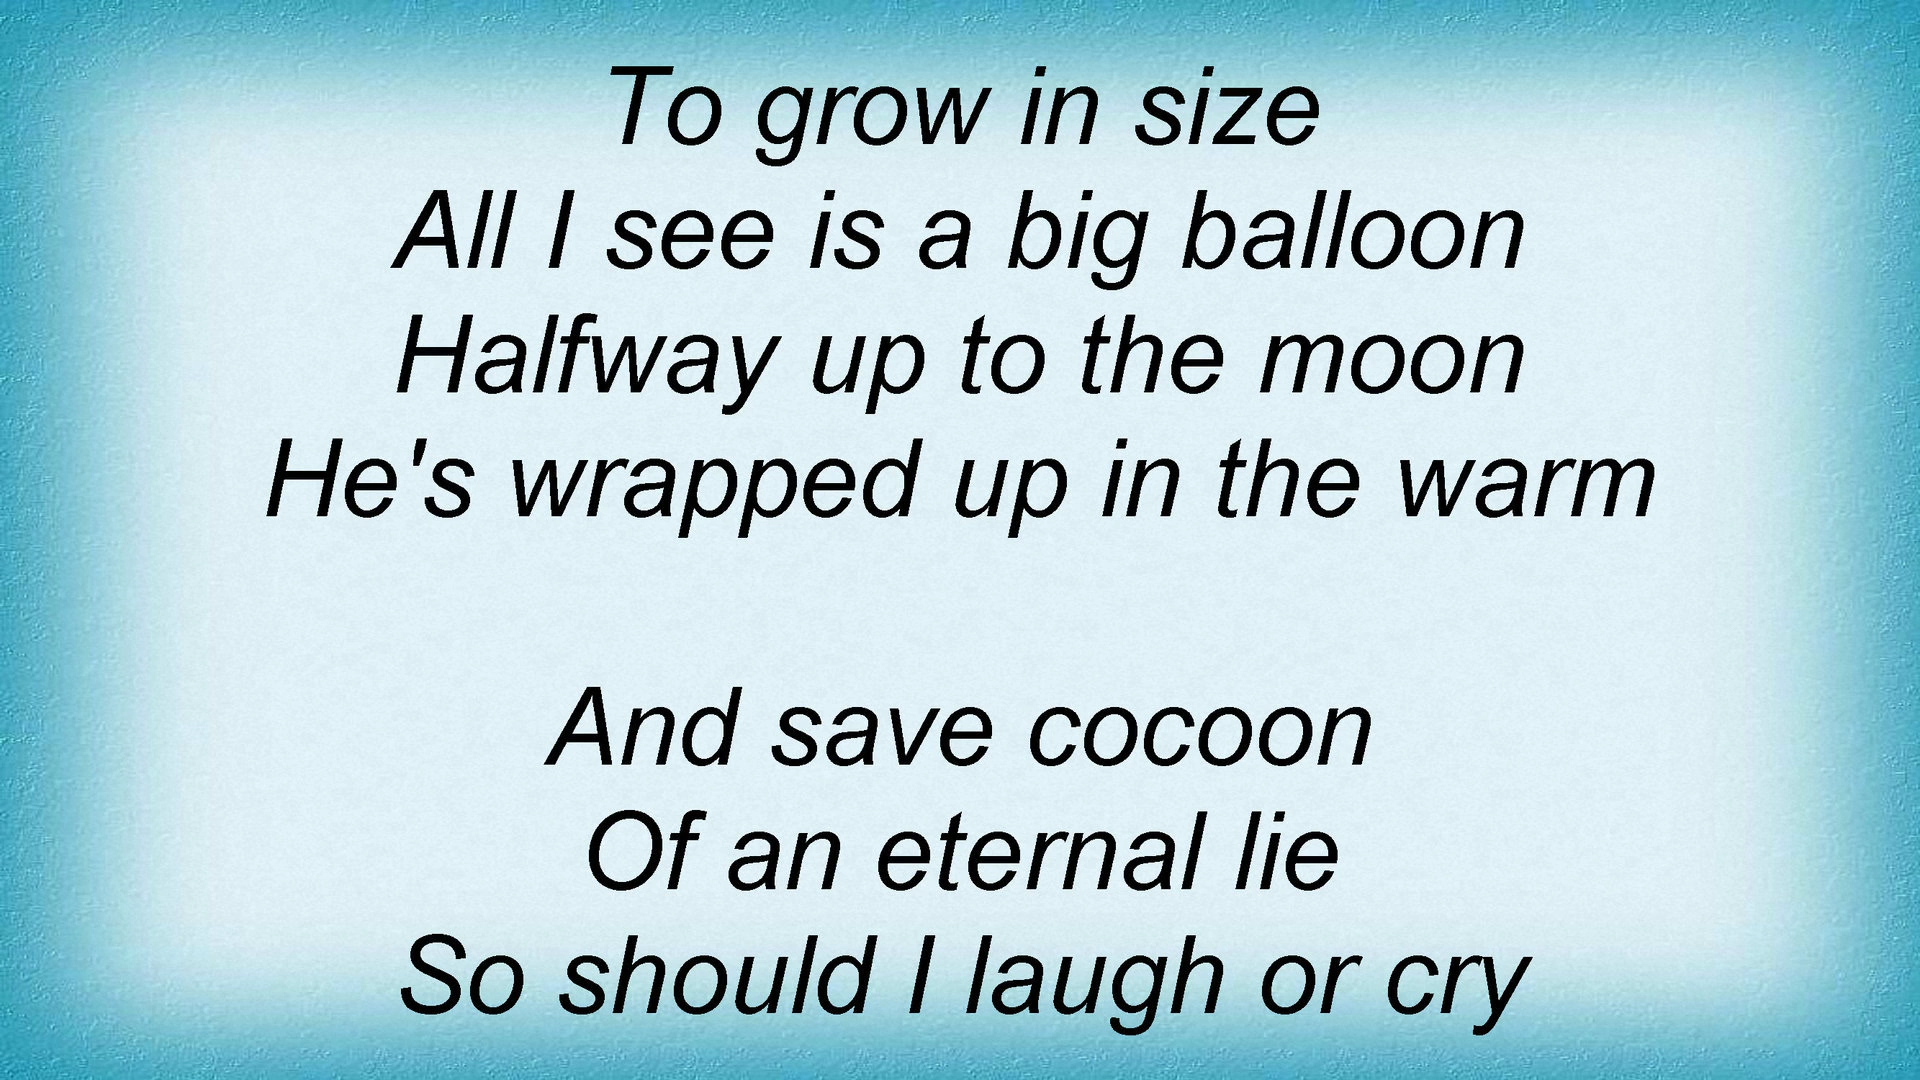 To grow in size
All I see is a big balloon
Halfway up to the moon
He's wrapped up in the warm
And save cocoon
Of an eternal lie
So should I laugh or cry